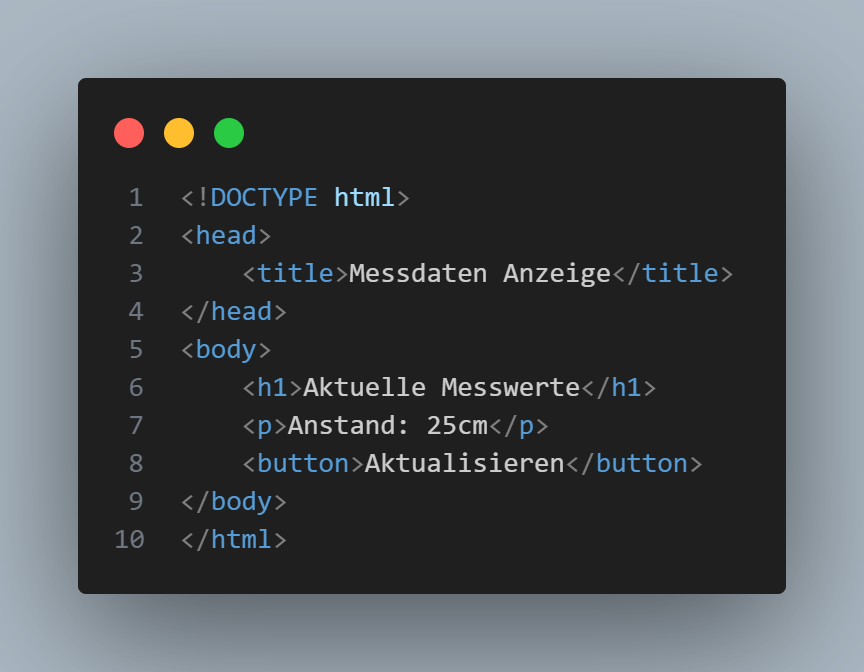 1 <!DOCTYPE html>
2 <head>
3     <title>Messdaten Anzeige</title>
4 </head>
5 <body>
6     <h1>Aktuelle Messwerte</h1>
7     <p>Anstand: 25cm</p>
8     <button>Aktualisieren</button>
9 </body>
10 </html>